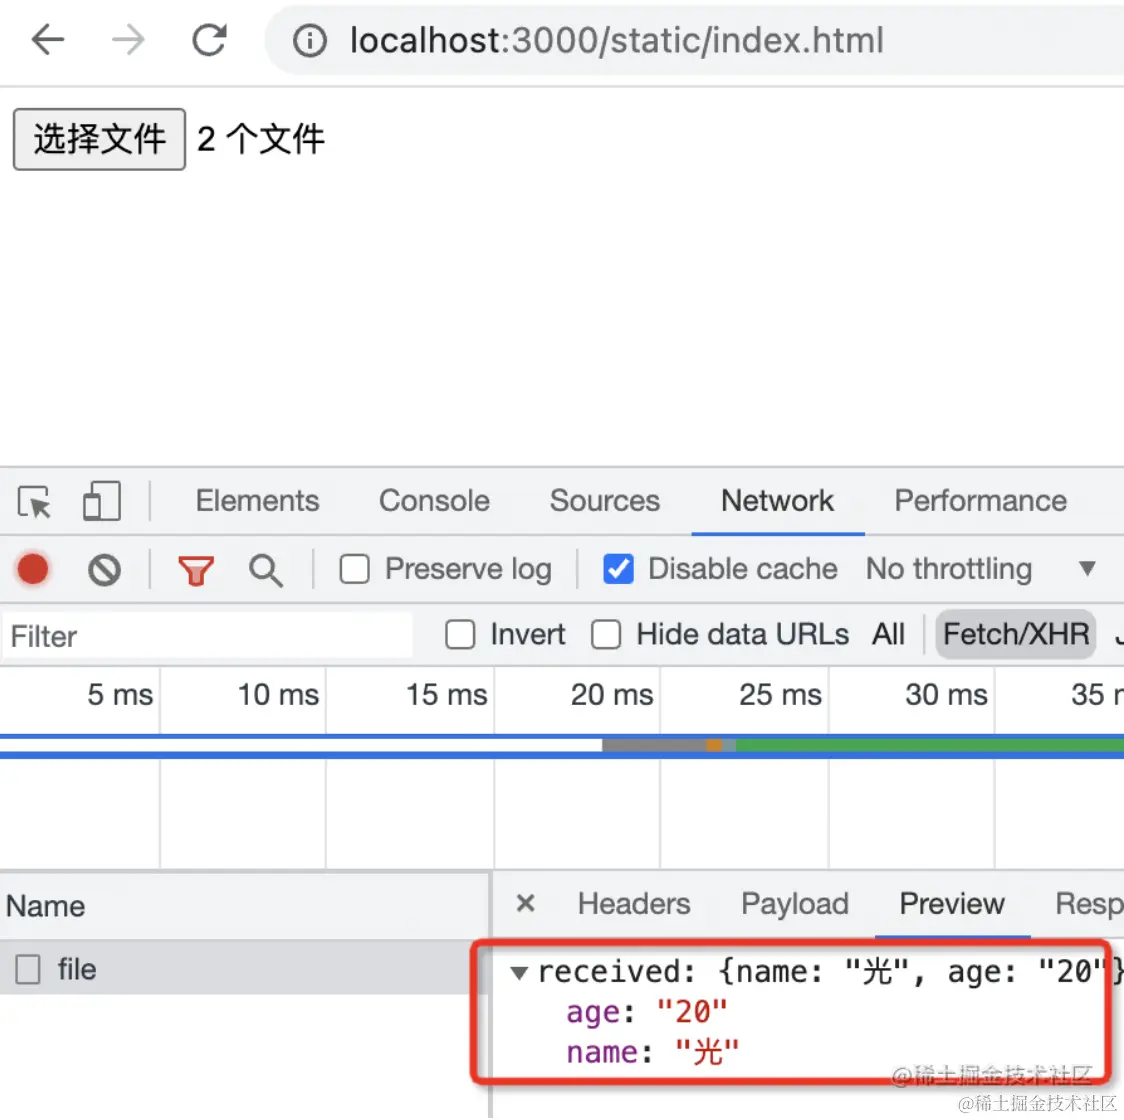 localhost:3000/static/index.html
选择文件 2 个文件
Elements Console Sources Network Performance
Preserve log Disable cache No throttling
Filter Invert Hide data URLs All Fetch/XHR
5 ms 10 ms 15 ms 20 ms 25 ms 30 ms 35
Name
Headers Payload Preview Resp
file
received: {name: "光", age: "20"}
age: "20"
name: "光"
@稀土掘金技术社区
@稀土掘金技术社区